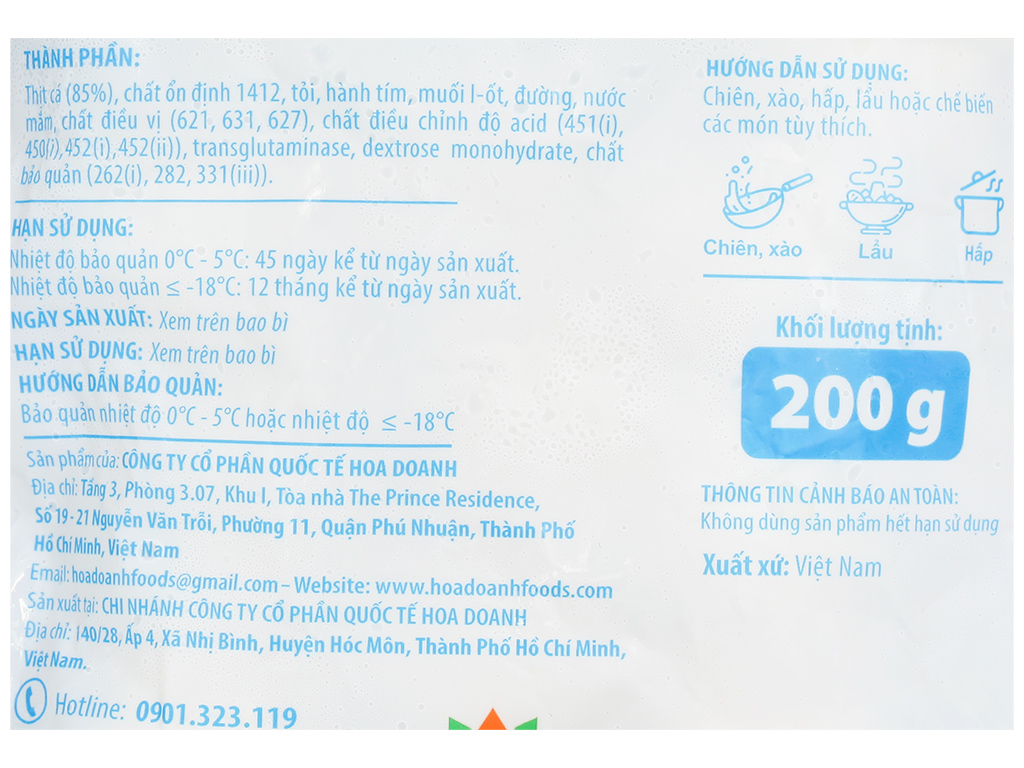 THÀNH PHẦN:
Thịt cá (85%), chất ổn định 1412, tỏi, hành tím, muối I-ốt, đường, nước
mắm, chất điều vị (621, 631, 627), chất điều chỉnh độ acid (451(i),
450(i),452(i),452(ii)), transglutaminase, dextrose monohydrate, chất
bảo quản (262(i), 282, 331(iii)).
HẠN SỬ DỤNG:
Nhiệt độ bảo quản 0°C - 5°C: 45 ngày kể từ ngày sản xuất.
Nhiệt độ bảo quản ≤ -18°C: 12 tháng kể từ ngày sản xuất.
NGÀY SẢN XUẤT: Xem trên bao bì
HẠN SỬ DỤNG: Xem trên bao bì
HƯỚNG DẪN BẢO QUẢN:
Bảo quản nhiệt độ 0°C - 5°C hoặc nhiệt độ ≤ -18°C
Sản phẩm của: CÔNG TY CỔ PHẦN QUỐC TẾ HOA DOANH
Địa chỉ: Tầng 3, Phòng 3.07, Khu I, Tòa nhà The Prince Residence,
Số 19 - 21 Nguyễn Văn Trỗi, Phường 11, Quận Phú Nhuận, Thành Phố
Hồ Chí Minh, Việt Nam
Email: hoadoanhfoods@gmail.com – Website: www.hoadoanhfoods.com
Sản xuất tại: CHI NHÁNH CÔNG TY CỔ PHẦN QUỐC TẾ HOA DOANH
Địa chỉ: 140/28, Ấp 4, Xã Nhị Bình, Huyện Hóc Môn, Thành Phố Hồ Chí Minh,
Việt Nam.
Hotline: 0901.323.119
HƯỚNG DẪN SỬ DỤNG:
Chiên, xào, hấp, lẩu hoặc chế biến
các món tùy thích.
Chiên, xào
Lẩu
Hấp
Khối lượng tịnh:
200 g
THÔNG TIN CẢNH BÁO AN TOÀN:
Không dùng sản phẩm hết hạn sử dụng
Xuất xứ: Việt Nam